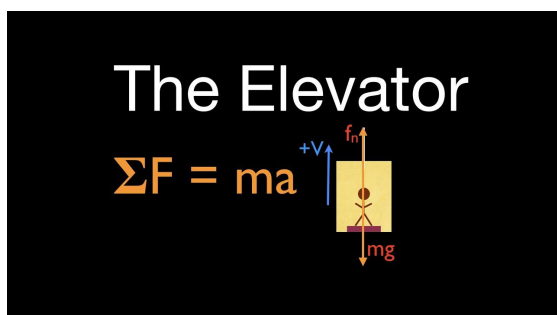 The Elevator
ΣF = ma
+V
fn
mg